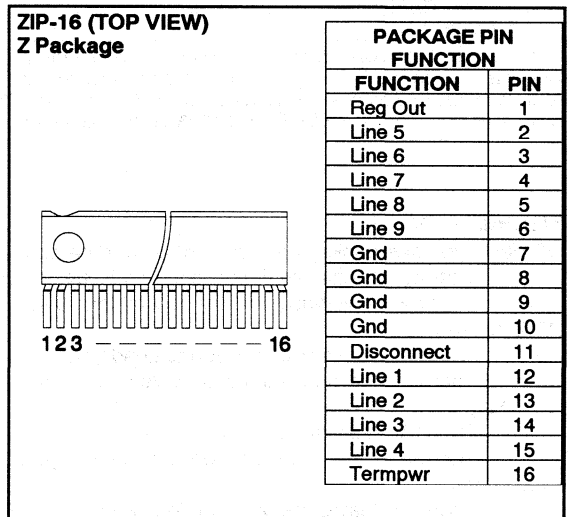 ZIP-16 (TOP VIEW)
Z Package
123 — — — — — — — 16
PACKAGE PIN
FUNCTION
FUNCTION PIN
Reg Out 1
Line 5 2
Line 6 3
Line 7 4
Line 8 5
Line 9 6
Gnd 7
Gnd 8
Gnd 9
Gnd 10
Disconnect 11
Line 1 12
Line 2 13
Line 3 14
Line 4 15
Termpwr 16